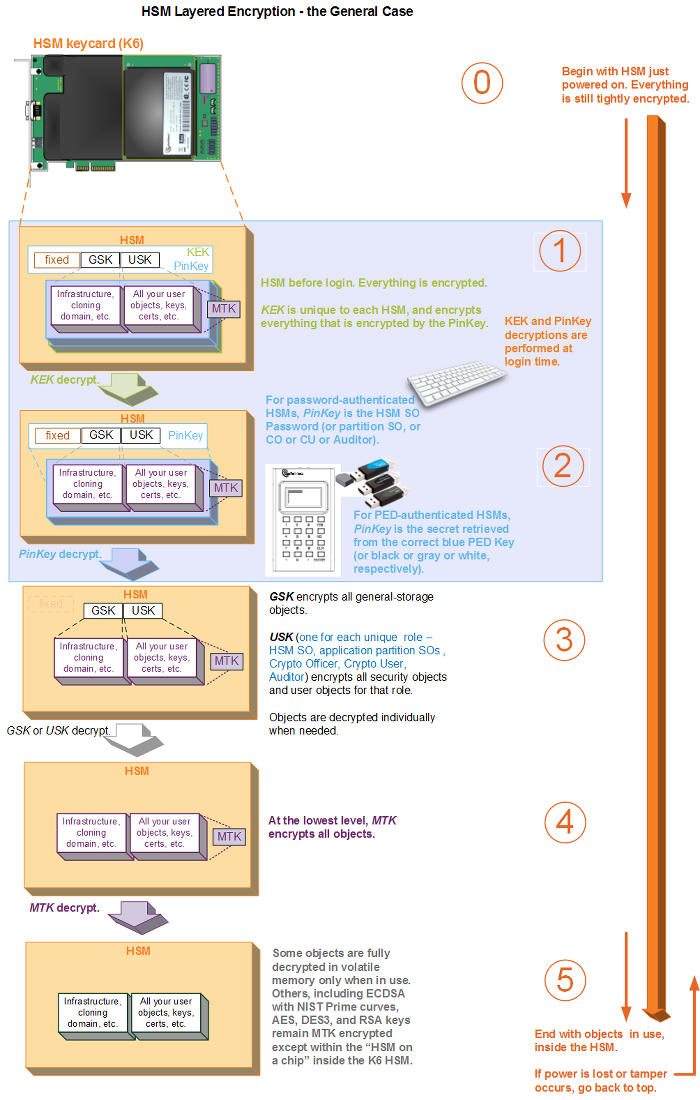 HSM Layered Encryption - the General Case
HSM keycard (K6)
0
Begin with HSM just
powered on. Everything
is still tightly encrypted.
HSM
fixed
GSK
USK
KEK
PinKey
Infrastructure,
cloning
domain, etc.
All your user
objects, keys,
certs, etc.
MTK
1
HSM before login. Everything is encrypted.
KEK is unique to each HSM, and encrypts
everything that is encrypted by the PinKey.
KEK and PinKey
decryptions are
performed at
login time.
KEK decrypt.
HSM
fixed
GSK
USK
PinKey
Infrastructure,
cloning
domain, etc.
All your user
objects, keys,
certs, etc.
MTK
For password-authenticated
HSMs, PinKey is the HSM SO
Password (or partition SO, or
CO or CU or Auditor).
2
For PED-authenticated HSMs,
PinKey is the secret retrieved
from the correct blue PED Key
(or black or gray or white,
respectively).
PinKey decrypt.
HSM
fixed
GSK
USK
Infrastructure,
cloning
domain, etc.
All your user
objects, keys,
certs, etc.
MTK
GSK encrypts all general-storage
objects.
USK (one for each unique role –
HSM SO, application partition SOs ,
Crypto Officer, Crypto User,
Auditor) encrypts all security objects
and user objects for that role.
Objects are decrypted individually
when needed.
3
GSK or USK decrypt.
HSM
Infrastructure,
cloning
domain, etc.
All your user
objects, keys,
certs, etc.
MTK
At the lowest level, MTK
encrypts all objects.
4
MTK decrypt.
HSM
Infrastructure,
cloning
domain, etc.
All your user
objects, keys,
certs, etc.
Some objects are fully
decrypted in volatile
memory only when in use.
Others, including ECDSA
with NIST Prime curves,
AES, DES3, and RSA keys
remain MTK encrypted
except within the “HSM on
a chip” inside the K6 HSM.
5
End with objects in use,
inside the HSM.
If power is lost or tamper
occurs, go back to top.